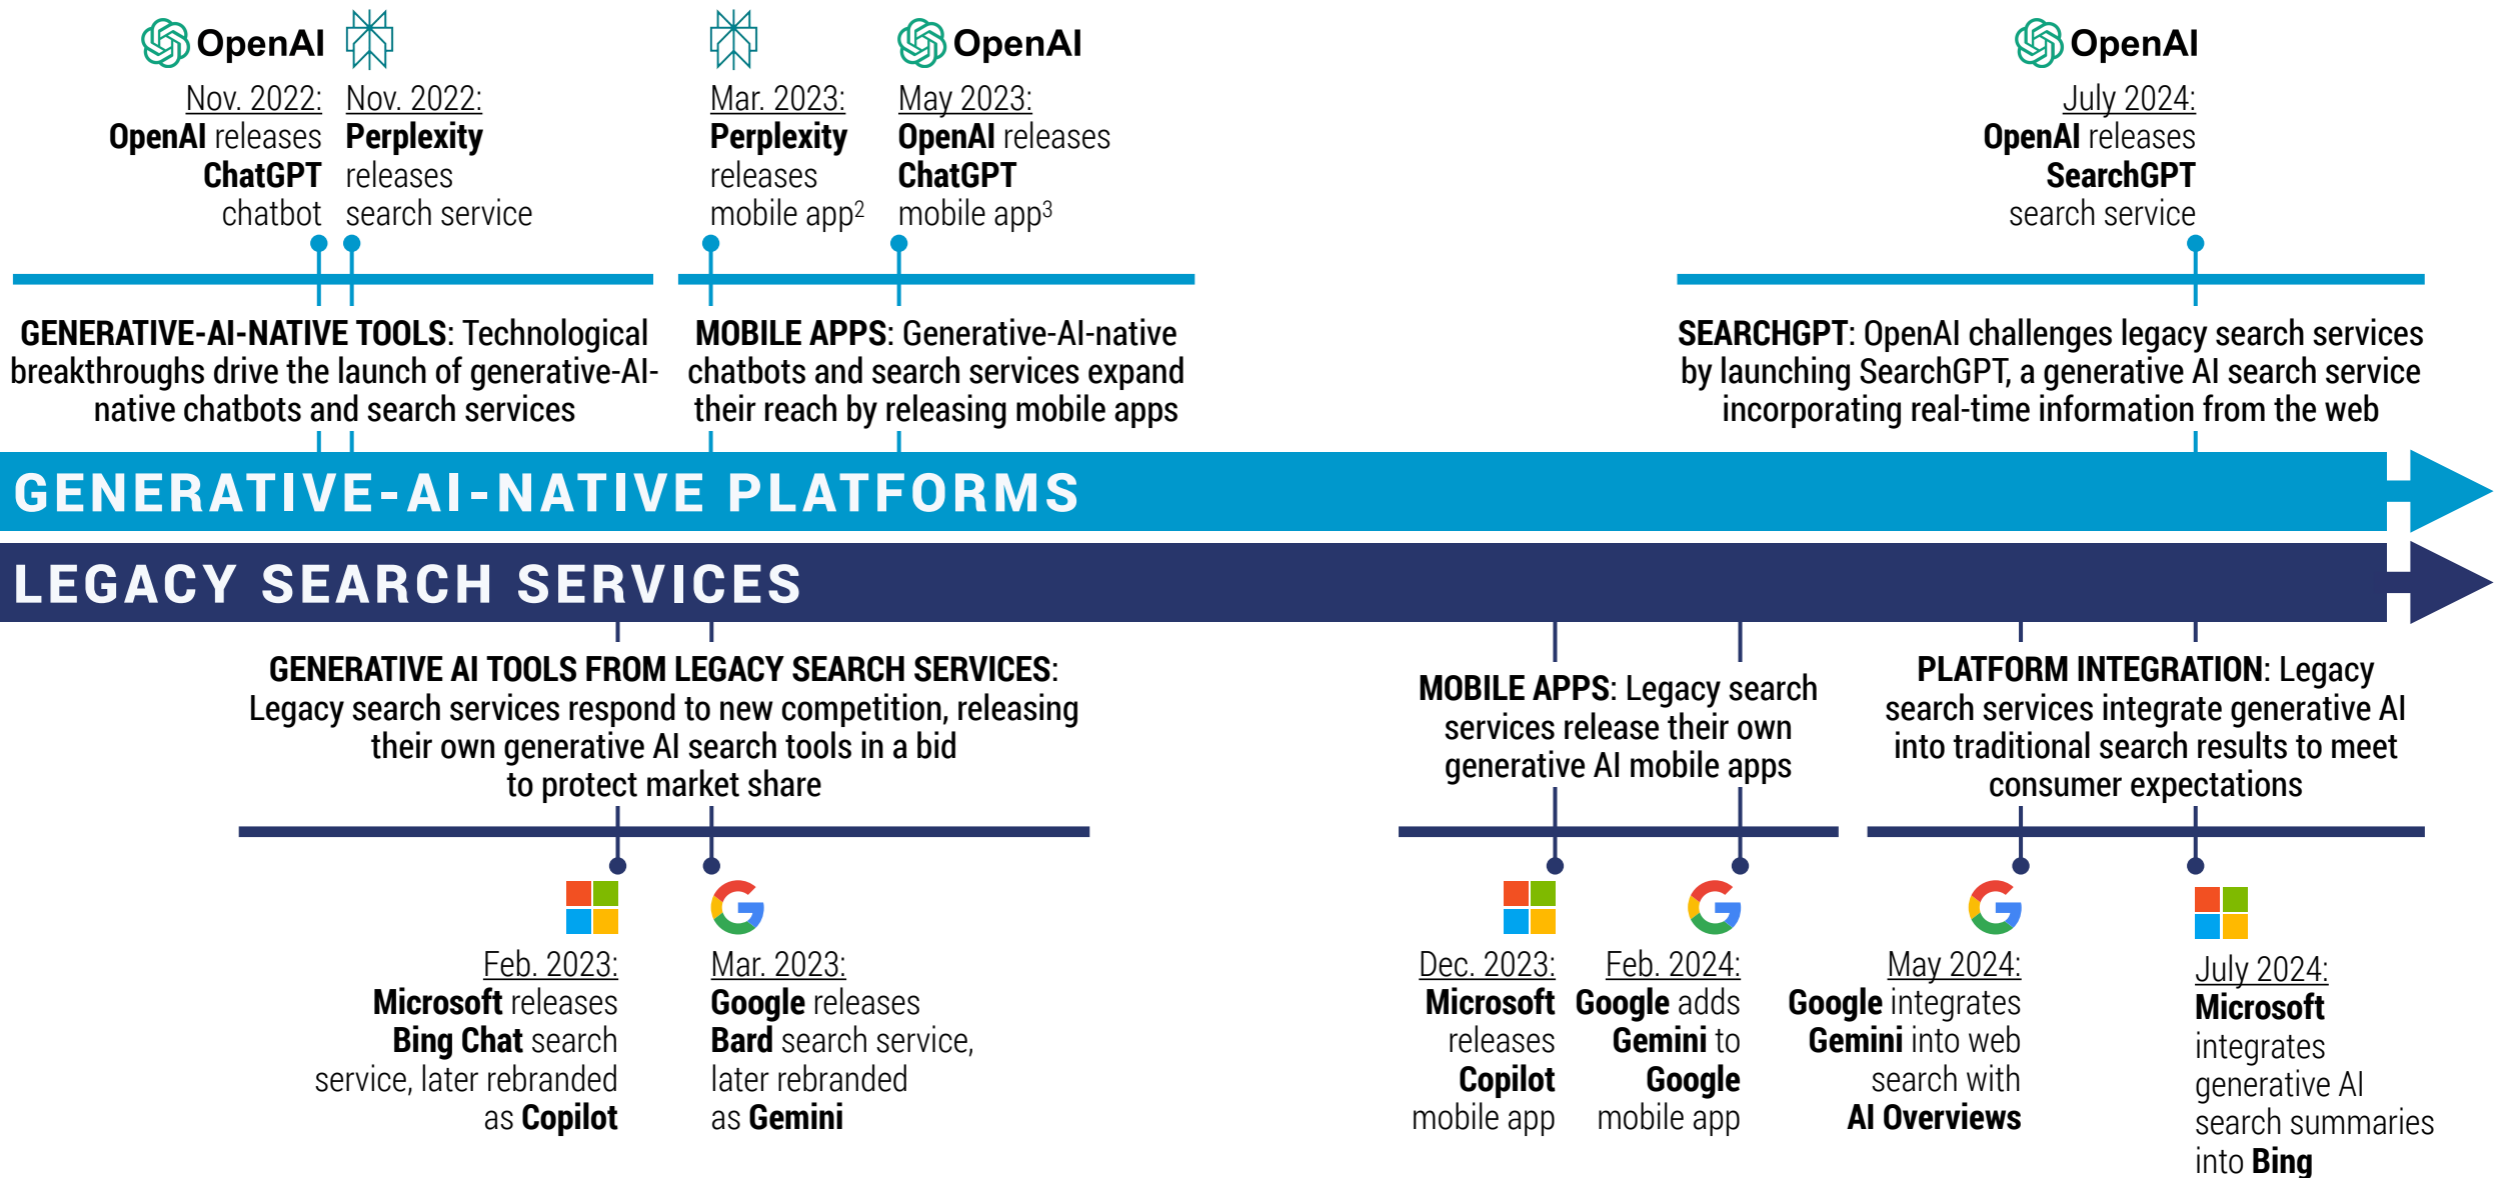 OpenAI
Nov. 2022:
OpenAI releases
ChatGPT
chatbot
Nov. 2022:
Perplexity
releases
search service
Mar. 2023:
Perplexity
releases
mobile app2
OpenAI
May 2023:
OpenAI releases
ChatGPT
mobile app3
OpenAI
July 2024:
OpenAI releases
SearchGPT
search service
GENERATIVE-AI-NATIVE TOOLS: Technological
breakthroughs drive the launch of generative-AI-
native chatbots and search services
MOBILE APPS: Generative-AI-native
chatbots and search services expand
their reach by releasing mobile apps
SEARCHGPT: OpenAI challenges legacy search services
by launching SearchGPT, a generative AI search service
incorporating real-time information from the web
GENERATIVE-AI-NATIVE PLATFORMS
LEGACY SEARCH SERVICES
GENERATIVE AI TOOLS FROM LEGACY SEARCH SERVICES:
Legacy search services respond to new competition, releasing
their own generative AI search tools in a bid
to protect market share
MOBILE APPS: Legacy search
services release their own
generative AI mobile apps
PLATFORM INTEGRATION: Legacy
search services integrate generative AI
into traditional search results to meet
consumer expectations
Feb. 2023:
Microsoft releases
Bing Chat search
service, later rebranded
as Copilot
Mar. 2023:
Google releases
Bard search service,
later rebranded
as Gemini
Dec. 2023:
Microsoft
releases
Copilot
mobile app
Feb. 2024:
Google adds
Gemini to
Google
mobile app
May 2024:
Google integrates
Gemini into web
search with
AI Overviews
July 2024:
Microsoft
integrates
generative AI
search summaries
into Bing